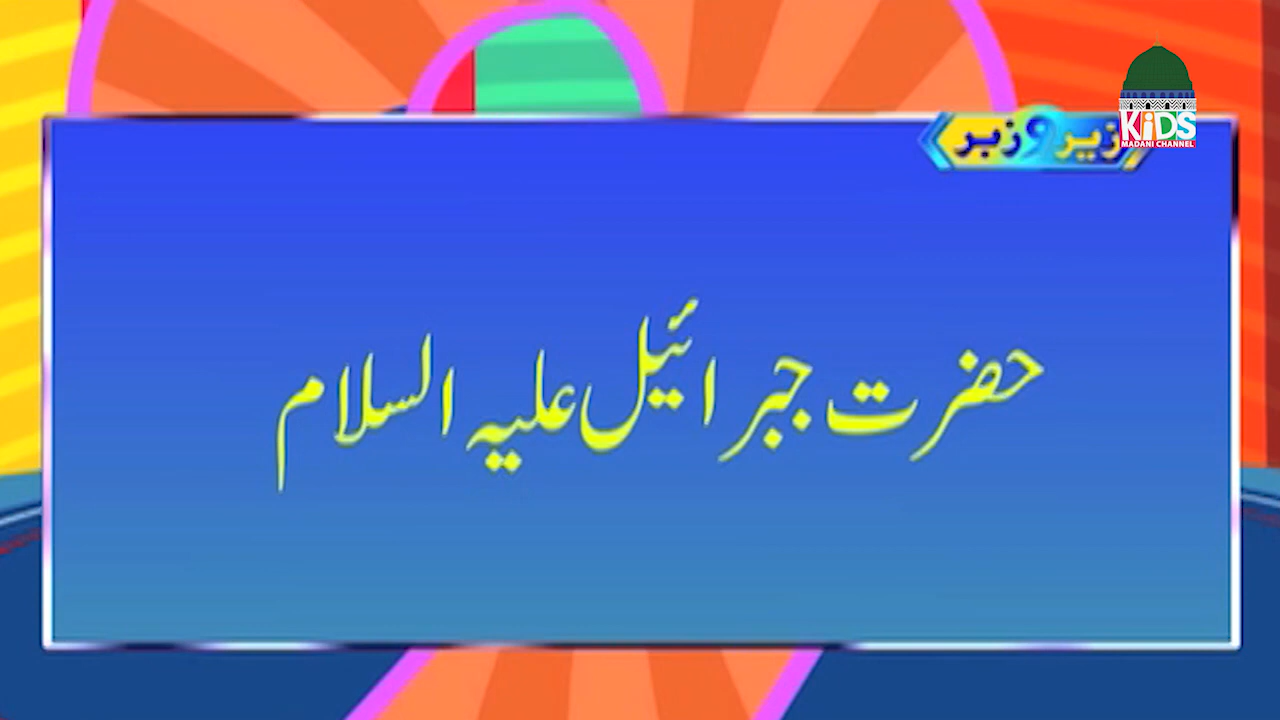 زیر و زبر
KiDS
MADANI CHANNEL
حضرت جبرائیل علیہ السلام